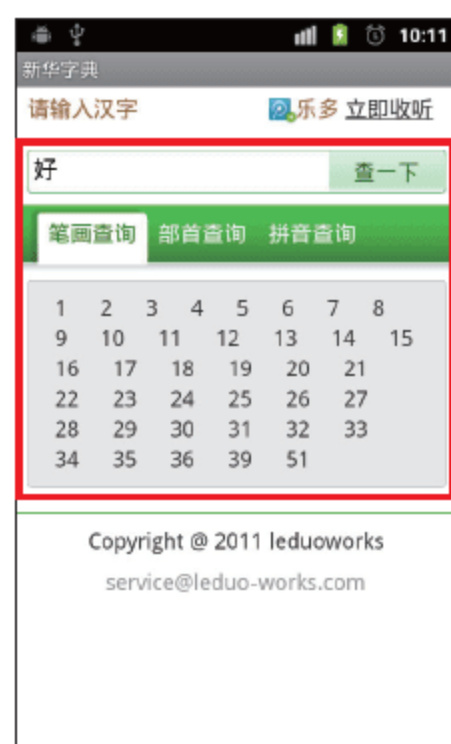 10:11
新华字典
请输入汉字 乐多 立即收听
好 查一下
笔画查询 部首查询 拼音查询
1 2 3 4 5 6 7 8
9 10 11 12 13 14 15
16 17 18 19 20 21
22 23 24 25 26 27
28 29 30 31 32 33
34 35 36 39 51
Copyright @ 2011 leduoworks
service@leduo-works.com